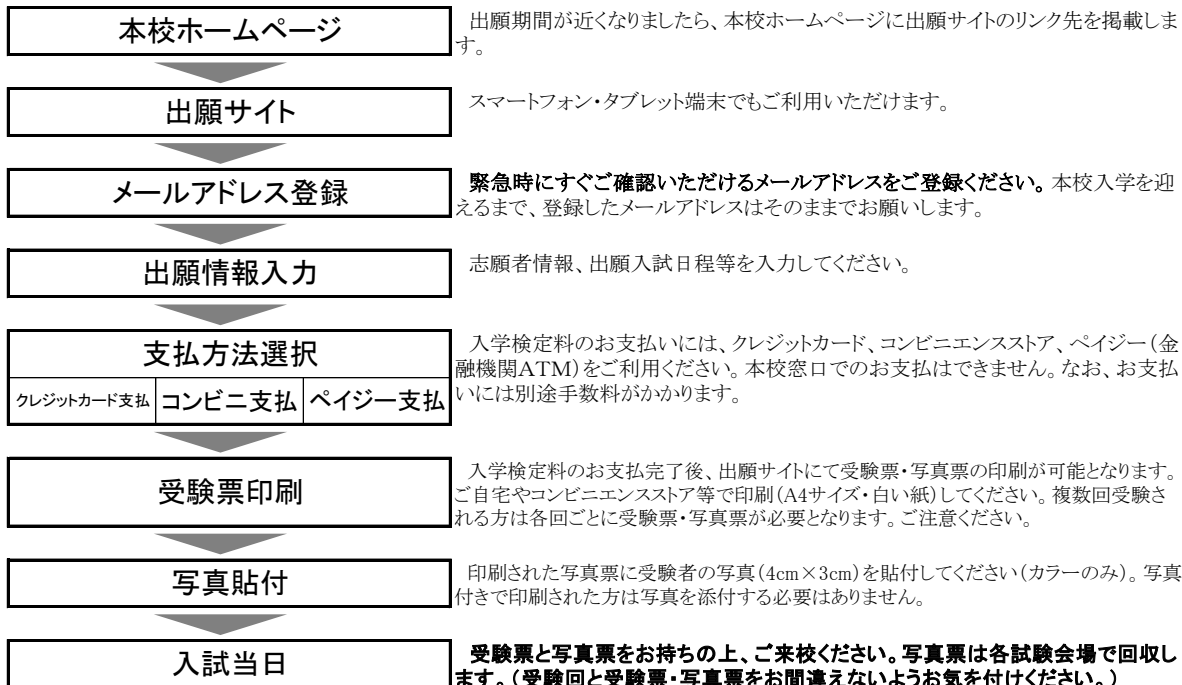 本校ホームページ
出願期間が近くなりましたら、本校ホームページに出願サイトのリンク先を掲載しま
す。
出願サイト
スマートフォン・タブレット端末でもご利用いただけます。
メールアドレス登録
緊急時にすぐご確認いただけるメールアドレスをご登録ください。本校入学を迎
えるまで、登録したメールアドレスはそのままでお願いします。
出願情報入力
志願者情報、出願入試日程等を入力してください。
支払方法選択
クレジットカード支払 コンビニ支払 ペイジー支払
入学検定料のお支払いには、クレジットカード、コンビニエンスストア、ペイジー(金
融機関ATM)をご利用ください。本校窓口でのお支払はできません。なお、お支払
いには別途手数料がかかります。
受験票印刷
入学検定料のお支払完了後、出願サイトにて受験票・写真票の印刷が可能となります。
ご自宅やコンビニエンスストア等で印刷(A4サイズ・白い紙)してください。複数回受験さ
れる方は各回ごとに受験票・写真票が必要となります。ご注意ください。
写真貼付
印刷された写真票に受験者の写真(4cm×3cm)を貼付してください(カラーのみ)。写真
付きで印刷された方は写真を添付する必要はありません。
入試当日
受験票と写真票をお持ちの上、ご来校ください。写真票は各試験会場で回収し
ます。(受験回と受験票・写真票をお間違えないようお気を付けください。)